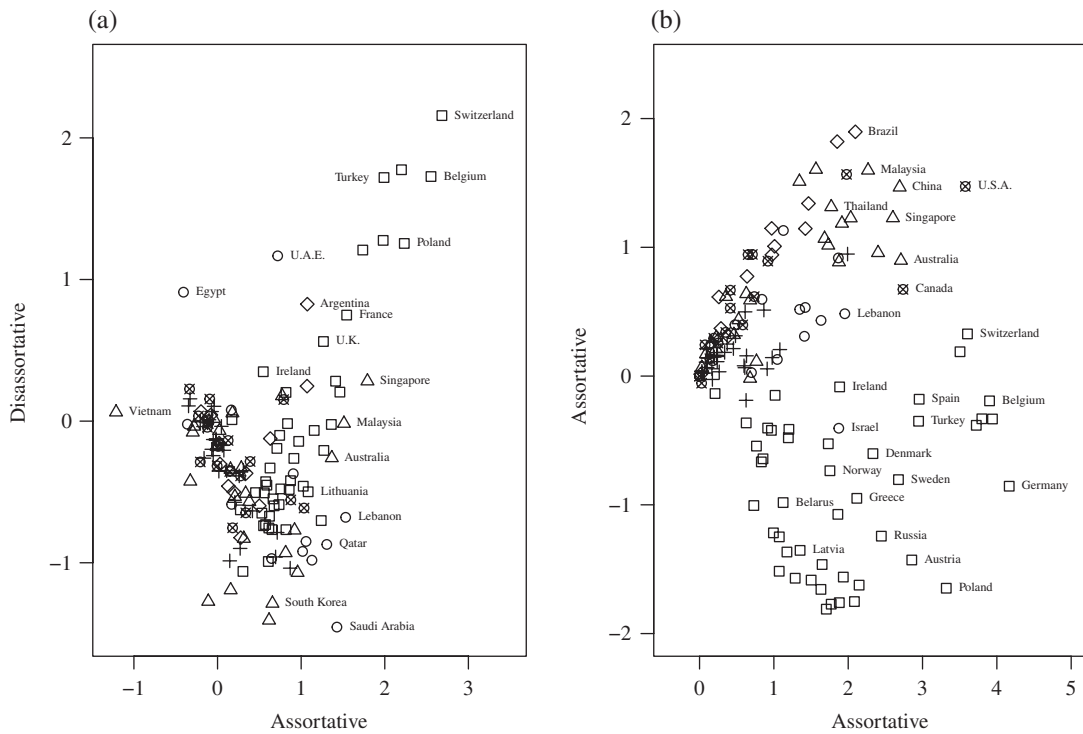 (a)
Disassortative
2
1
0
−1
−1
0
1
2
3
Assortative
Switzerland
Turkey
Belgium
Poland
U.A.E.
Egypt
Argentina
France
U.K.
Ireland
Singapore
Vietnam
Malaysia
Australia
Lithuania
Lebanon
Qatar
South Korea
Saudi Arabia
(b)
Assortative
2
1
0
−1
−2
0
1
2
3
4
5
Assortative
Brazil
Malaysia
China
U.S.A.
Thailand
Singapore
Australia
Canada
Lebanon
Switzerland
Ireland
Spain
Belgium
Turkey
Israel
Denmark
Norway
Sweden
Germany
Greece
Belarus
Russia
Latvia
Austria
Poland